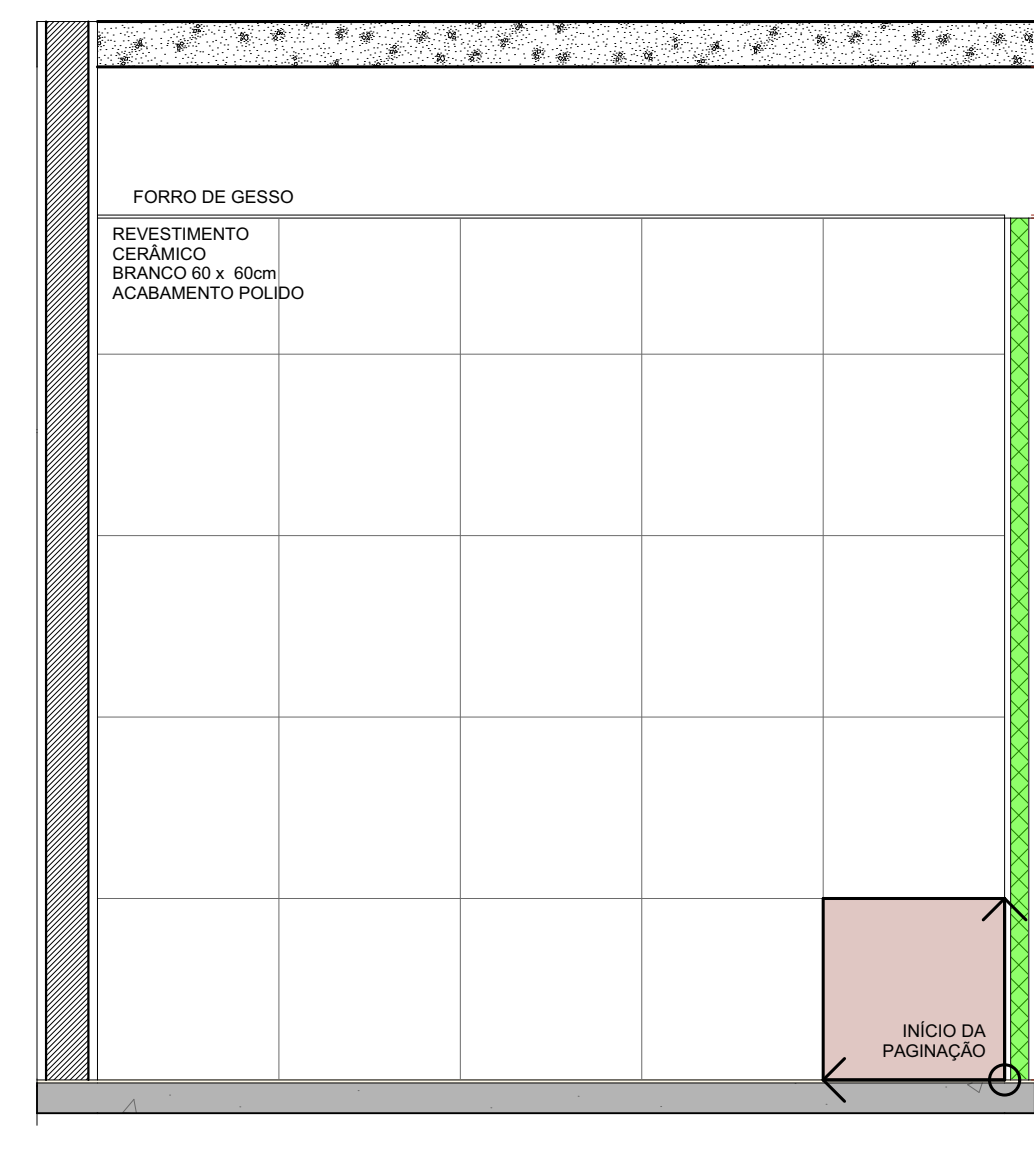 FORRO DE GESSO
REVESTIMENTO
CERÂMICO
BRANCO 60 x  60cm
ACABAMENTO POLIDO
INÍCIO DA
PAGINAÇÃO